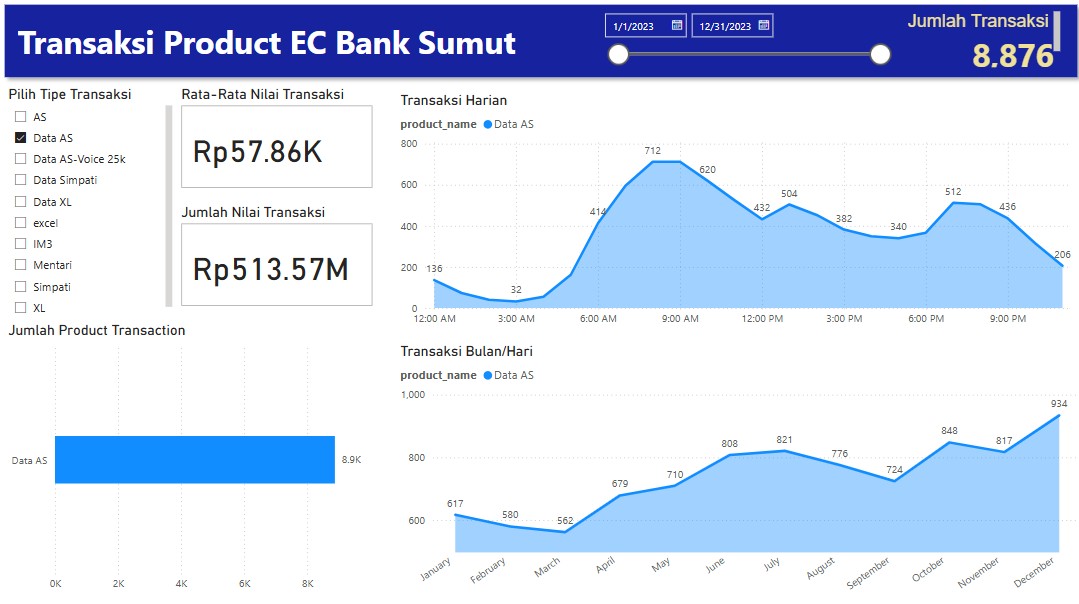 Transaksi Product EC Bank Sumut
1/1/2023
12/31/2023
Jumlah Transaksi
8,876
Pilih Tipe Transaksi
AS
Data AS
Data AS-Voice 25k
Data Simpati
Data XL
excel
IM3
Mentari
Simpati
XL
Rata-Rata Nilai Transaksi
Rp57.86K
Jumlah Nilai Transaksi
Rp513.57M
Jumlah Product Transaction
Data AS
8.9K
0K 2K 4K 6K 8K
Transaksi Harian
product_name Data AS
800
600
400
200
0
136
32
414
712
620
432
504
382
340
512
436
206
12:00 AM 3:00 AM 6:00 AM 9:00 AM 12:00 PM 3:00 PM 6:00 PM 9:00 PM
Transaksi Bulan/Hari
product_name Data AS
1,000
800
600
617
580
562
679
710
808
821
776
724
848
817
934
January February March April May June July August September October November December